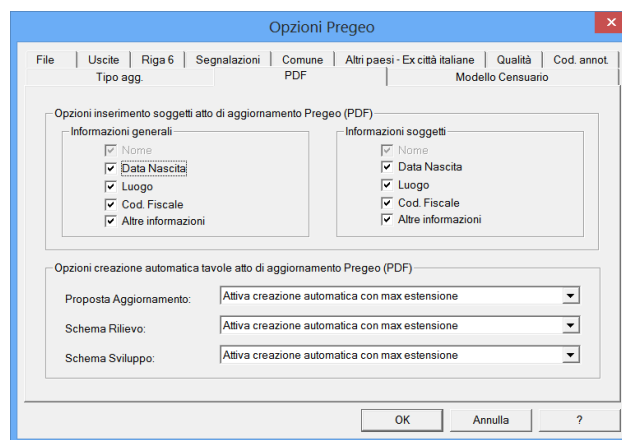 Opzioni Pregeo
File Uscite Riga 6 Segnalazioni Comune Altri paesi - Ex città italiane Qualità Cod. annot.
Tipo agg. PDF Modello Censuario
Opzioni inserimento soggetti atto di aggiornamento Pregeo (PDF)
Informazioni generali
Nome
Data Nascita
Luogo
Cod. Fiscale
Altre informazioni
Informazioni soggetti
Nome
Data Nascita
Luogo
Cod. Fiscale
Altre informazioni
Opzioni creazione automatica tavole atto di aggiornamento Pregeo (PDF)
Proposta Aggiornamento: Attiva creazione automatica con max estensione
Schema Rilievo: Attiva creazione automatica con max estensione
Schema Sviluppo: Attiva creazione automatica con max estensione
OK Annulla ?